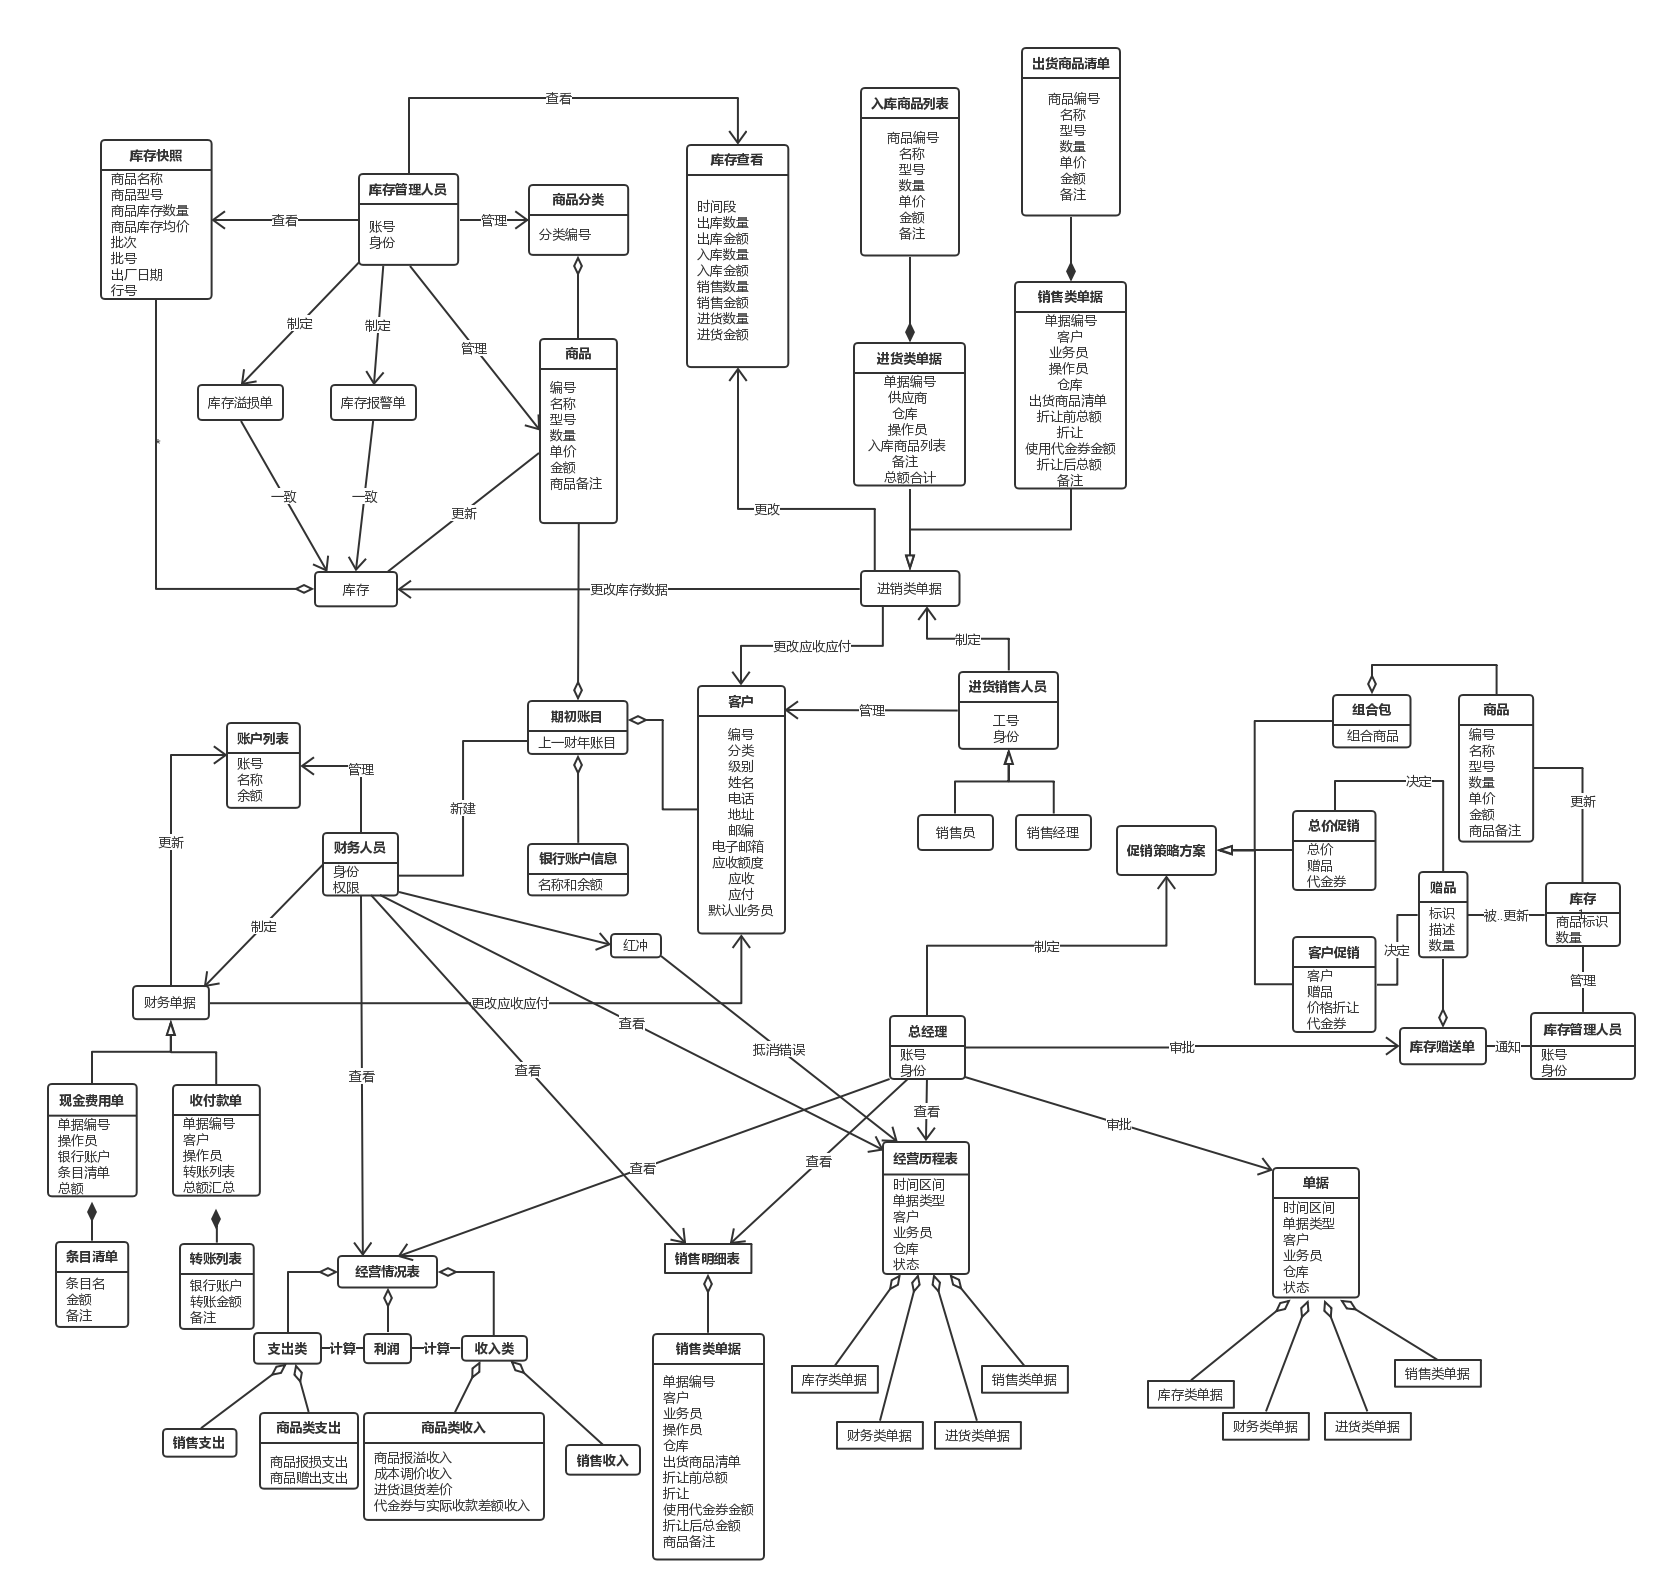 出货商品清单
商品编号
名称
型号
数量
单价
金额
备注
入库商品列表
商品编号
名称
型号
数量
单价
金额
备注
查看
库存快照
商品名称
商品型号
商品库存数量
商品库存均价
批次
批号
出厂日期
行号
查看
库存管理人员
账号
身份
管理
商品分类
分类编号
库存查看
时间段
出库数量
出库金额
入库数量
入库金额
销售数量
销售金额
进货数量
进货金额
销售类单据
单据编号
客户
业务员
操作员
仓库
出货商品清单
折让前总额
折让
使用代金券金额
折让后总额
备注
进货类单据
单据编号
供应商
仓库
操作员
入库商品列表
备注
总额合计
制定
制定
管理
商品
编号
名称
型号
数量
单价
金额
商品备注
库存溢损单
库存报警单
*
一致
一致
更新
更改
库存
更改库存数据
进销类单据
更改应收应付
制定
进货销售人员
工号
身份
管理
销售员
销售经理
客户
编号
分类
级别
姓名
电话
地址
邮编
电子邮箱
应收额度
应收
应付
默认业务员
期初账目
上一财年账目
银行账户信息
名称和余额
新建
账户列表
账号
名称
余额
管理
更新
财务人员
身份
权限
制定
红冲
财务单据
更改应收应付
查看
抵消错误
查看
查看
组合包
组合商品
商品
编号
名称
型号
数量
单价
金额
商品备注
决定
更新
促销策略方案
总价促销
总价
赠品
代金券
赠品
标识
描述
数量
被..更新
库存
商品标识
数量
1
决定
客户促销
客户
赠品
价格折让
代金券
管理
制定
总经理
账号
身份
审批
库存赠送单
通知
库存管理人员
账号
身份
查看
审批
查看
查看
现金费用单
单据编号
操作员
银行账户
条目清单
总额
收付款单
单据编号
客户
操作员
转账列表
总额汇总
条目清单
条目名
金额
备注
转账列表
银行账户
转账金额
备注
经营情况表
销售明细表
经营历程表
时间区间
单据类型
客户
业务员
仓库
状态
单据
时间区间
单据类型
客户
业务员
仓库
状态
支出类
计算
利润
计算
收入类
销售支出
商品类支出
商品报损支出
商品赠出支出
商品类收入
商品报溢收入
成本调价收入
进货退货差价
代金券与实际收款差额收入
销售收入
销售类单据
单据编号
客户
业务员
操作员
仓库
出货商品清单
折让前总额
折让
使用代金券金额
折让后总金额
商品备注
库存类单据
财务类单据
进货类单据
销售类单据
库存类单据
财务类单据
进货类单据
销售类单据